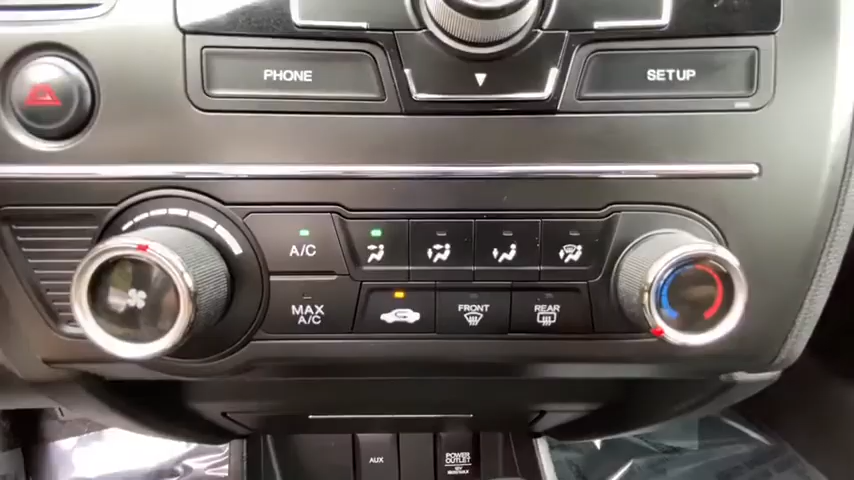 PHONE
SETUP
A/C
MAX
A/C
FRONT
REAR
AUX
POWER
OUTLET